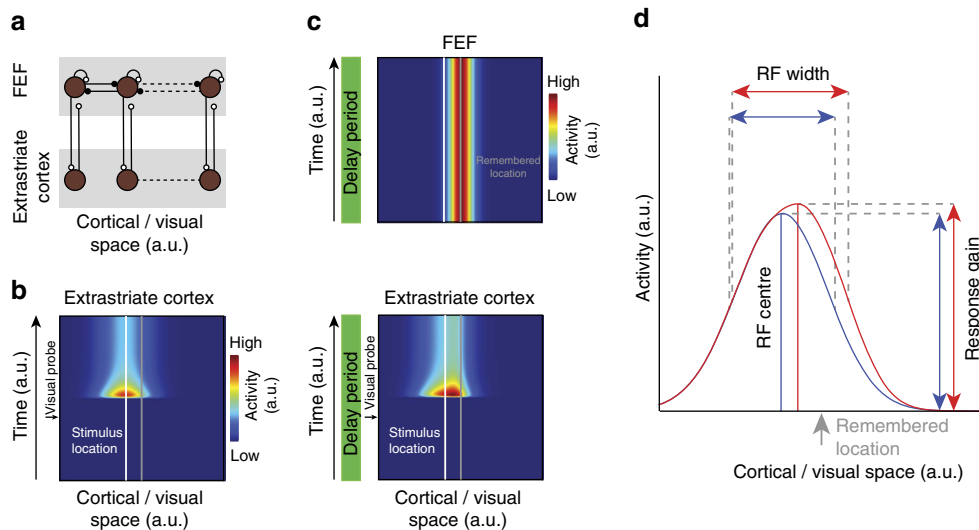 a
FEF
Extrastriate
cortex
Cortical / visual
space (a.u.)
b
Extrastriate cortex
Time (a.u.)
Visual probe
Stimulus
location
High
Activity
(a.u.)
Low
Cortical / visual
space (a.u.)
c
FEF
Time (a.u.)
Delay period
Remembered
location
High
Activity
(a.u.)
Low
Extrastriate cortex
Time (a.u.)
Delay period
Visual probe
Stimulus
location
Cortical / visual
space (a.u.)
d
RF width
Activity (a.u.)
RF centre
Response gain
Remembered
location
Cortical / visual space (a.u.)